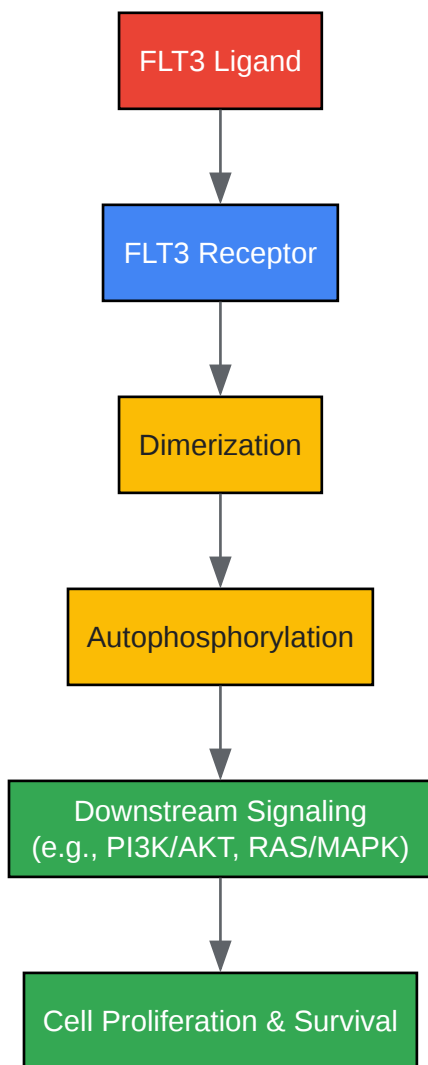 FLT3 Ligand
FLT3 Receptor
Dimerization
Autophosphorylation
Downstream Signaling
(e.g., PI3K/AKT, RAS/MAPK)
Cell Proliferation & Survival